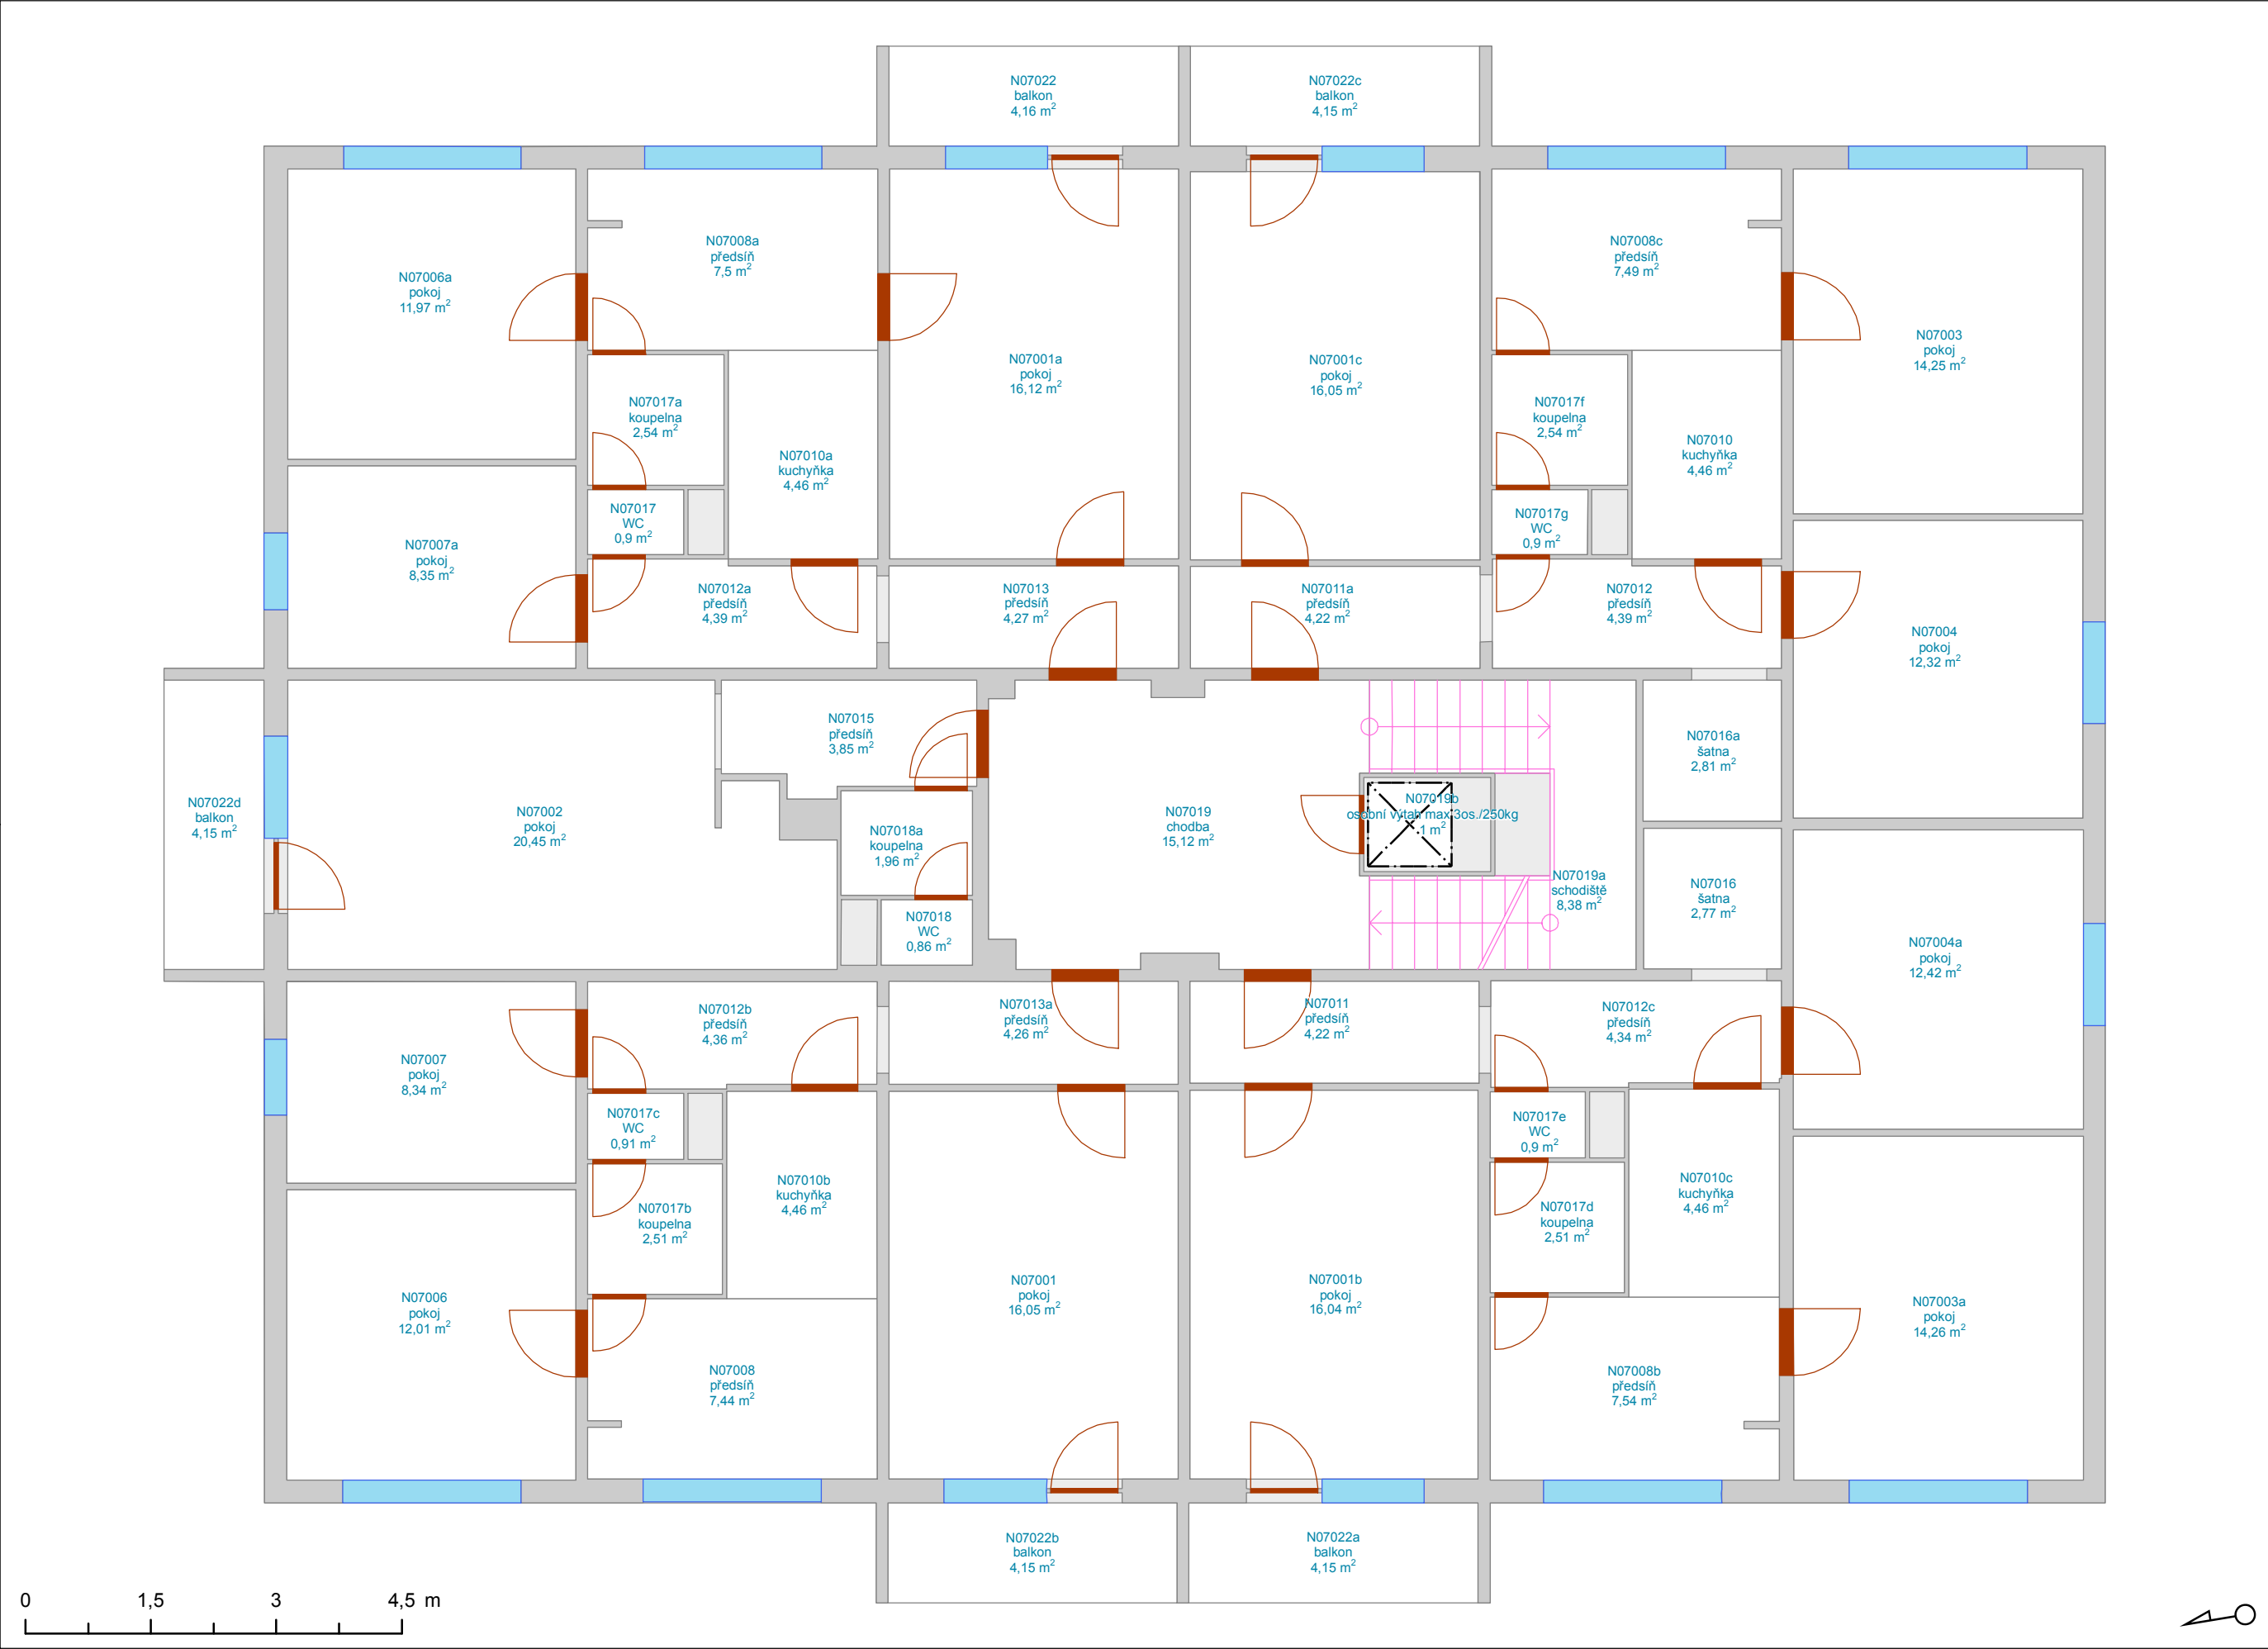 N07022
balkon
4,16 m²
N07022c
balkon
4,15 m²
N07008a
předsíň
7,5 m²
N07008c
předsíň
7,49 m²
N07006a
pokoj
11,97 m²
N07001a
pokoj
16,12 m²
N07001c
pokoj
16,05 m²
N07003
pokoj
14,25 m²
N07017a
koupelna
2,54 m²
N07017f
koupelna
2,54 m²
N07010a
kuchyňka
4,46 m²
N07010
kuchyňka
4,46 m²
N07017
WC
0,9 m²
N07017g
WC
0,9 m²
N07007a
pokoj
8,35 m²
N07012a
předsíň
4,39 m²
N07013
předsíň
4,27 m²
N07011a
předsíň
4,22 m²
N07012
předsíň
4,39 m²
N07004
pokoj
12,32 m²
N07015
předsíň
3,85 m²
N07016a
šatna
2,81 m²
N07022d
balkon
4,15 m²
N07002
pokoj
20,45 m²
N07018a
koupelna
1,96 m²
N07019
chodba
15,12 m²
N07019b
osobní výtah max 3os./250kg
1 m²
N07019a
schodiště
8,38 m²
N07016
šatna
2,77 m²
N07018
WC
0,86 m²
N07004a
pokoj
12,42 m²
N07007
pokoj
8,34 m²
N07012b
předsíň
4,36 m²
N07013a
předsíň
4,26 m²
N07011
předsíň
4,22 m²
N07012c
předsíň
4,34 m²
N07017c
WC
0,91 m²
N07017e
WC
0,9 m²
N07010b
kuchyňka
4,46 m²
N07010c
kuchyňka
4,46 m²
N07017b
koupelna
2,51 m²
N07017d
koupelna
2,51 m²
N07006
pokoj
12,01 m²
N07001
pokoj
16,05 m²
N07001b
pokoj
16,04 m²
N07003a
pokoj
14,26 m²
N07008
předsíň
7,44 m²
N07008b
předsíň
7,54 m²
N07022b
balkon
4,15 m²
N07022a
balkon
4,15 m²
0 1,5 3 4,5 m